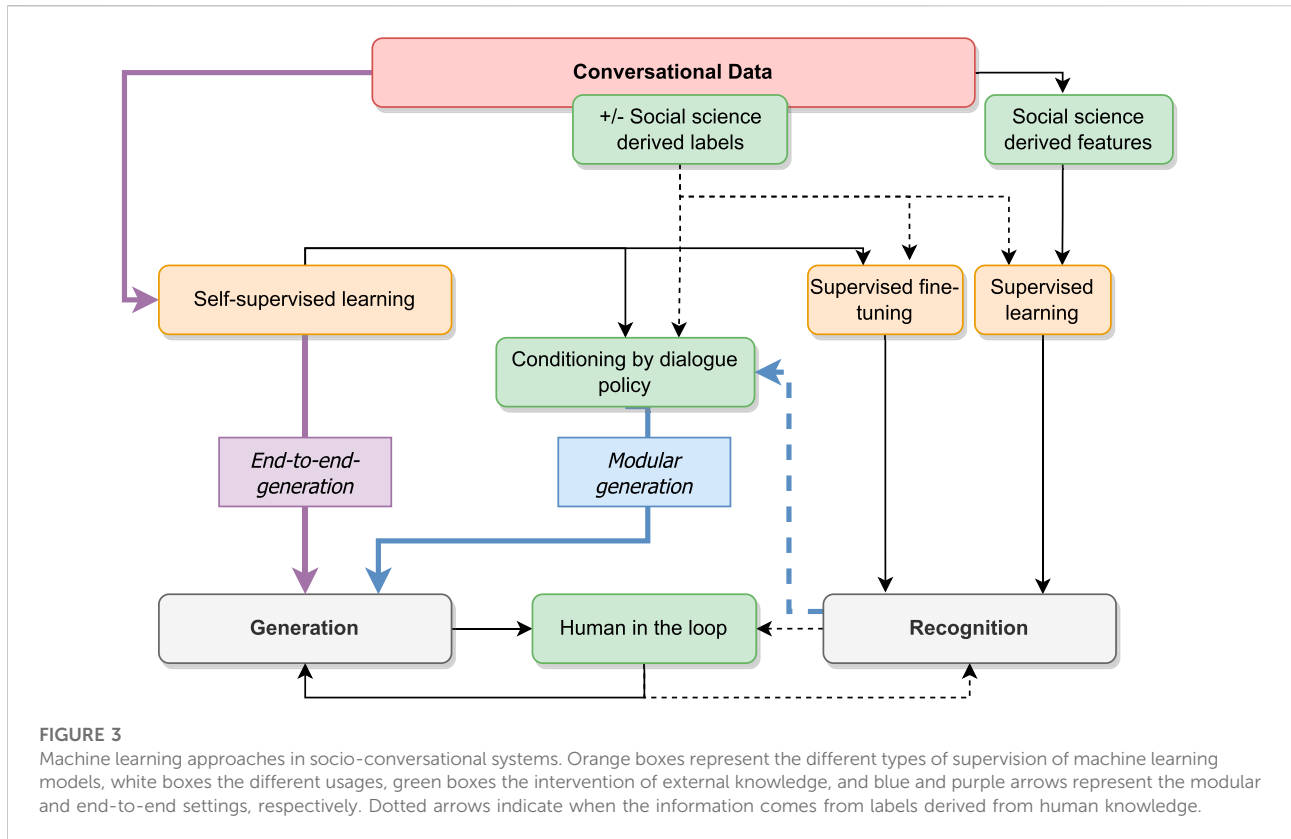 Conversational Data
+/- Social science
derived labels
Social science
derived features
Self-supervised learning
Supervised fine-
tuning
Supervised
learning
Conditioning by dialogue
policy
End-to-end-
generation
Modular
generation
Generation
Human in the loop
Recognition
FIGURE 3
Machine learning approaches in socio-conversational systems. Orange boxes represent the different types of supervision of machine learning
models, white boxes the different usages, green boxes the intervention of external knowledge, and blue and purple arrows represent the modular
and end-to-end settings, respectively. Dotted arrows indicate when the information comes from labels derived from human knowledge.